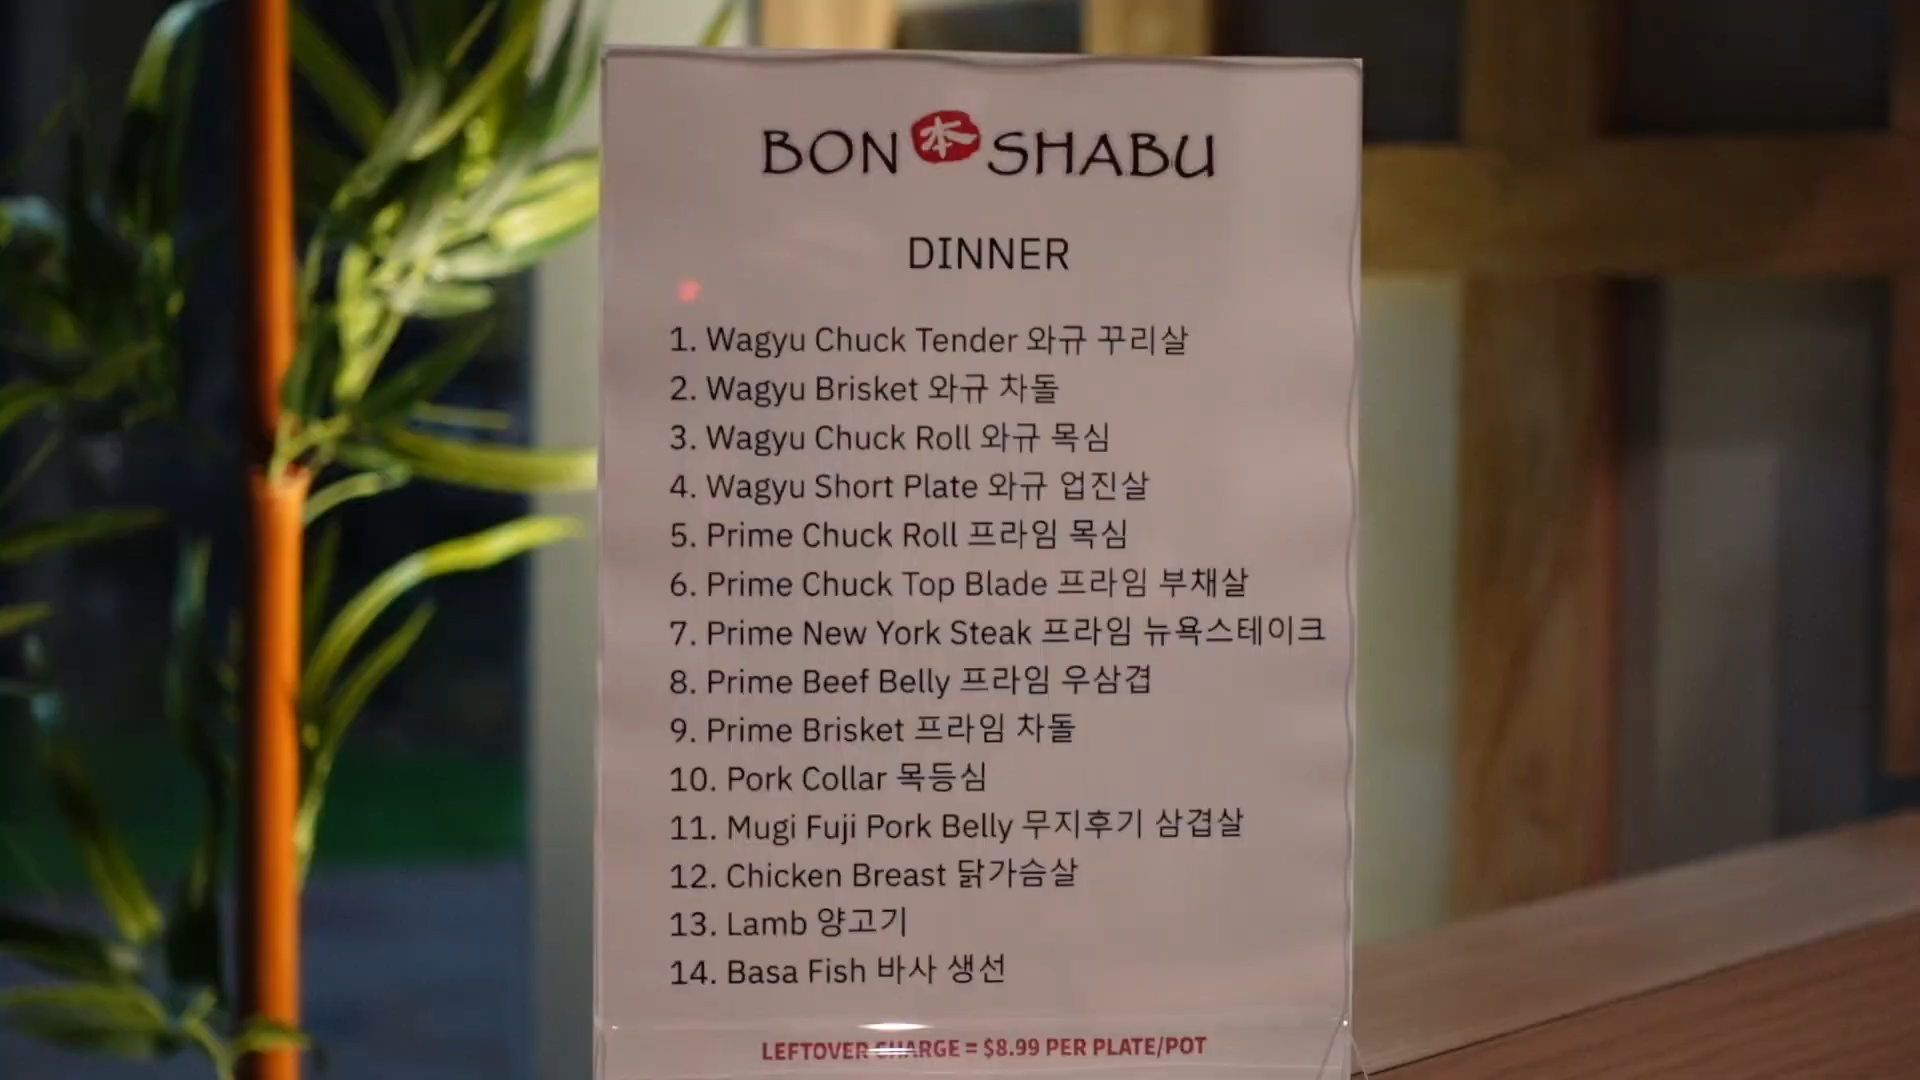 BON 本 SHABU
DINNER
1. Wagyu Chuck Tender 와규 꾸리살
2. Wagyu Brisket 와규 차돌
3. Wagyu Chuck Roll 와규 목심
4. Wagyu Short Plate 와규 업진살
5. Prime Chuck Roll 프라임 목심
6. Prime Chuck Top Blade 프라임 부채살
7. Prime New York Steak 프라임 뉴욕스테이크
8. Prime Beef Belly 프라임 우삼겹
9. Prime Brisket 프라임 차돌
10. Pork Collar 목등심
11. Mugi Fuji Pork Belly 무지후기 삼겹살
12. Chicken Breast 닭가슴살
13. Lamb 양고기
14. Basa Fish 바사 생선
LEFTOVER CHARGE = $8.99 PER PLATE/POT